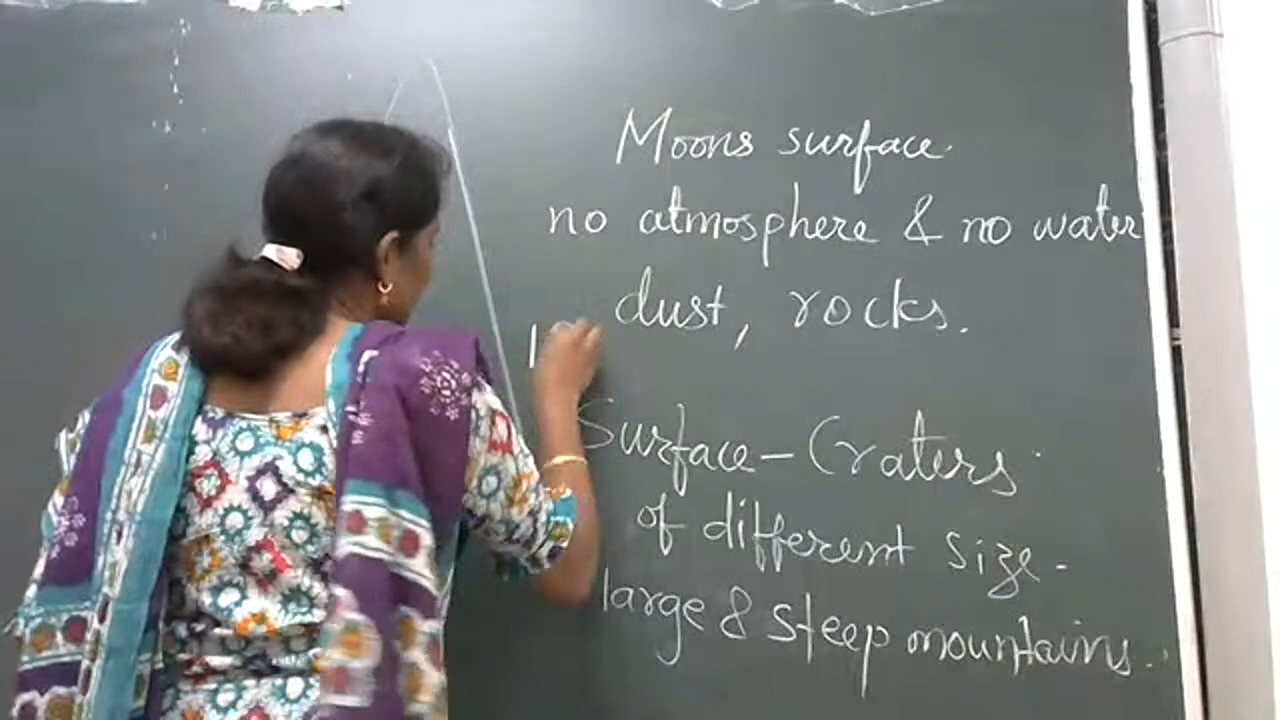 Moons surface.
no atmosphere & no water
dust, rocks.
Surface - Craters
of different size -
large & steep mountains.